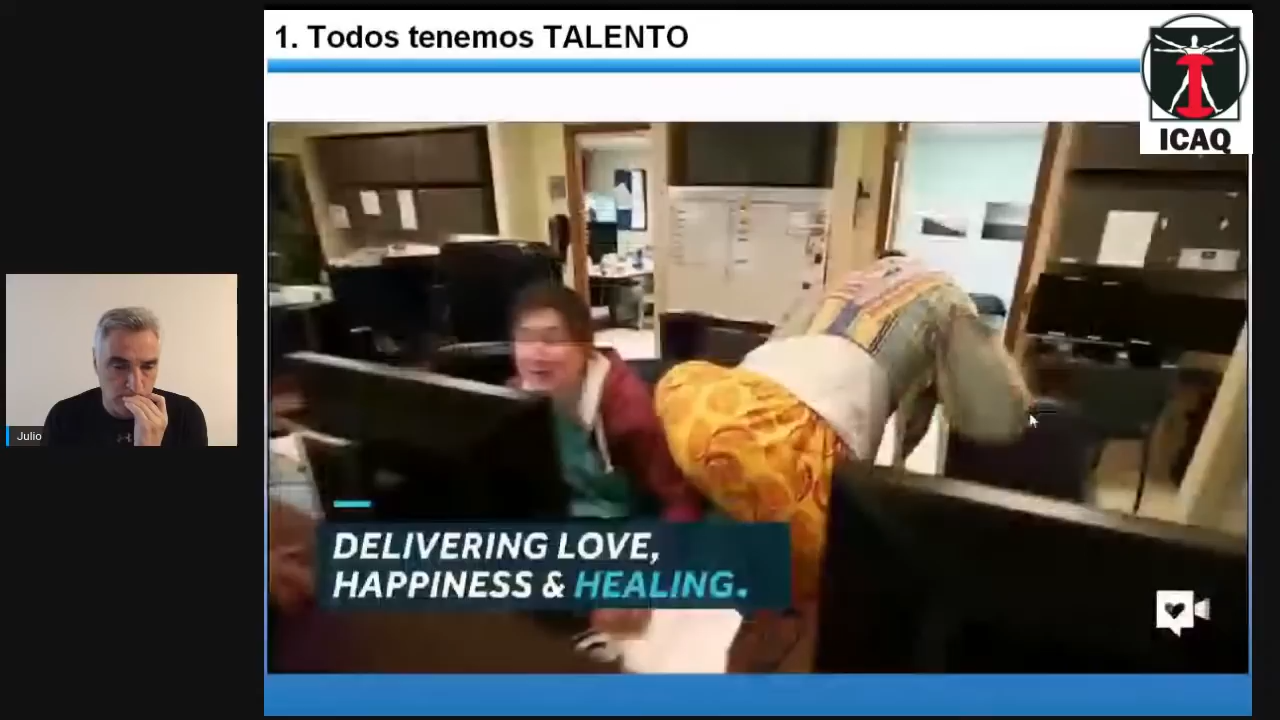 1. Todos tenemos TALENTO
ICAQ
Julio
DELIVERING LOVE,
HAPPINESS & HEALING.